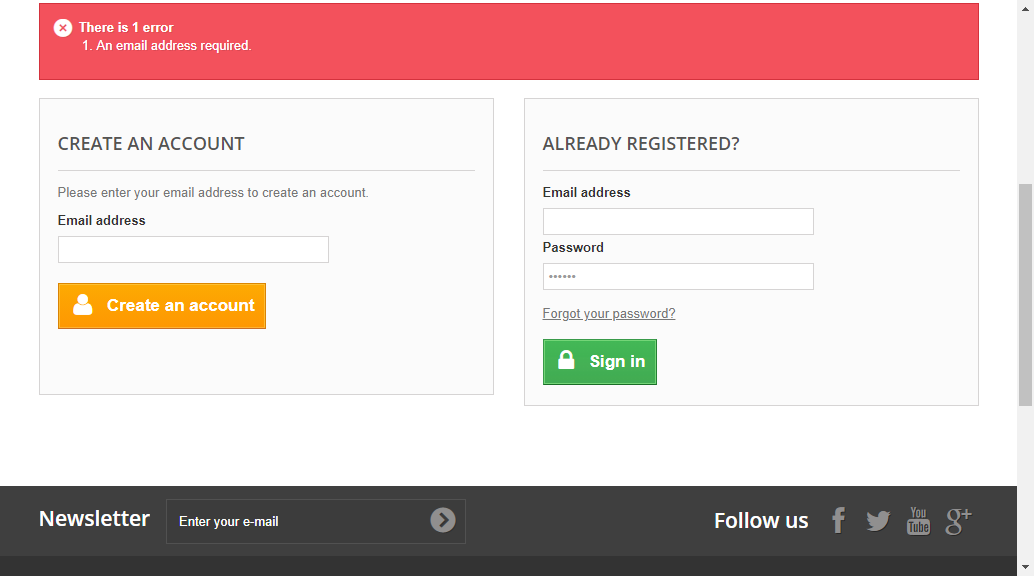 There is 1 error
1. An email address required.
CREATE AN ACCOUNT
Please enter your email address to create an account.
Email address
Create an account
ALREADY REGISTERED?
Email address
Password
••••••
Forgot your password?
Sign in
Newsletter
Enter your e-mail
Follow us
f
You
Tube
g+